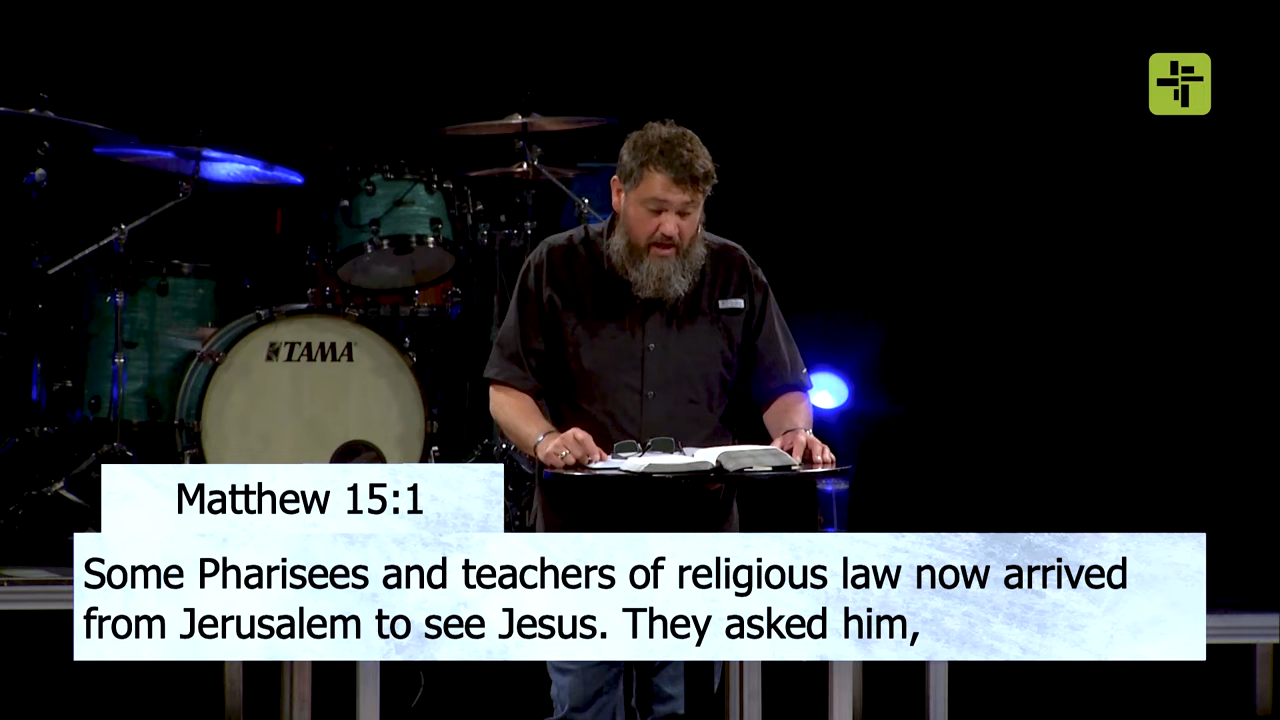 TAMA
Matthew 15:1
Some Pharisees and teachers of religious law now arrived
from Jerusalem to see Jesus. They asked him,